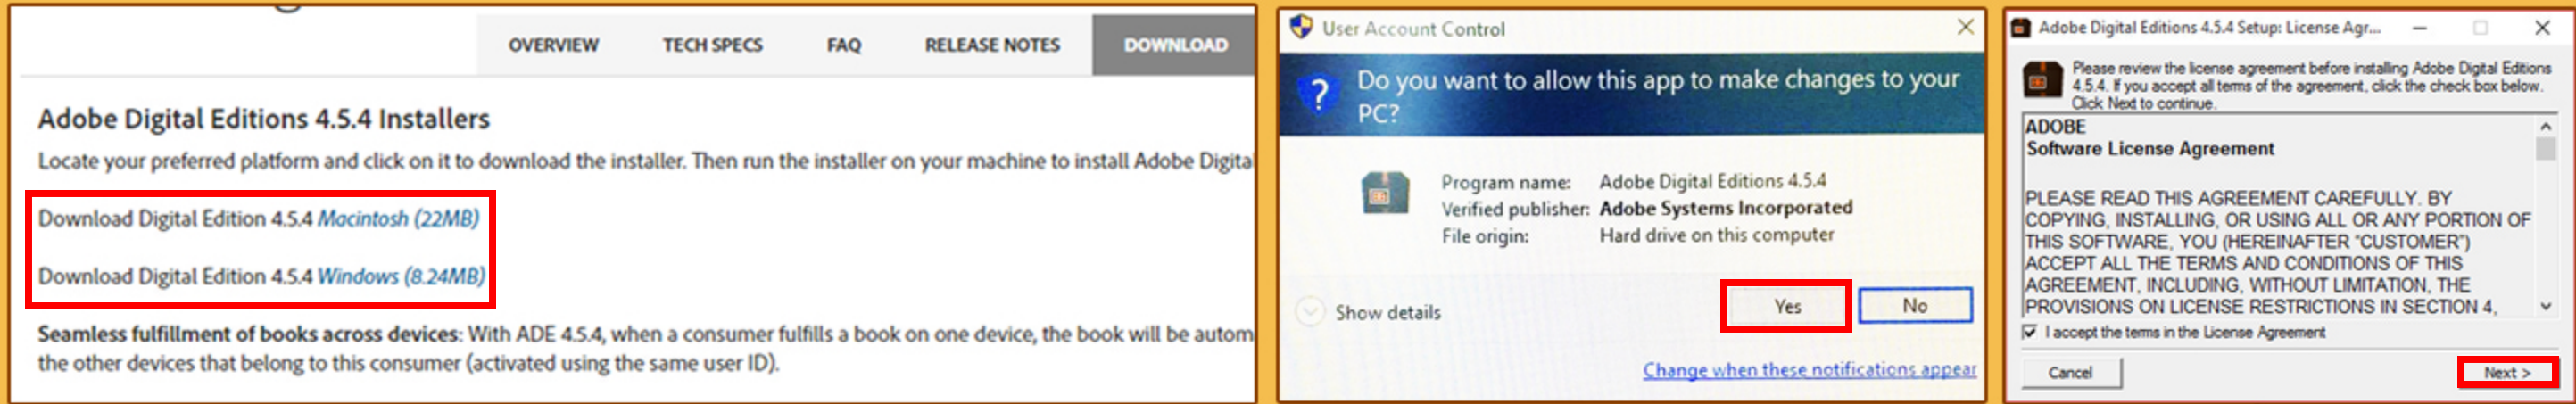 OVERVIEW TECH SPECS FAQ RELEASE NOTES DOWNLOAD
Adobe Digital Editions 4.5.4 Installers
Locate your preferred platform and click on it to download the installer. Then run the installer on your machine to install Adobe Digita
Download Digital Edition 4.5.4 Macintosh (22MB)
Download Digital Edition 4.5.4 Windows (8.24MB)
Seamless fulfillment of books across devices: With ADE 4.5.4, when a consumer fulfills a book on one device, the book will be autom
the other devices that belong to this consumer (activated using the same user ID).
User Account Control
Do you want to allow this app to make changes to your
PC?
Program name: Adobe Digital Editions 4.5.4
Verified publisher: Adobe Systems Incorporated
File origin: Hard drive on this computer
Show details
Yes No
Change when these notifications appear
Adobe Digital Editions 4.5.4 Setup: License Agr...
Please review the license agreement before installing Adobe Digital Editions
4.5.4. If you accept all terms of the agreement, click the check box below.
Click Next to continue.
ADOBE
Software License Agreement
PLEASE READ THIS AGREEMENT CAREFULLY. BY
COPYING, INSTALLING, OR USING ALL OR ANY PORTION OF
THIS SOFTWARE, YOU (HEREINAFTER "CUSTOMER")
ACCEPT ALL THE TERMS AND CONDITIONS OF THIS
AGREEMENT, INCLUDING, WITHOUT LIMITATION, THE
PROVISIONS ON LICENSE RESTRICTIONS IN SECTION 4,
I accept the terms in the License Agreement
Cancel Next >